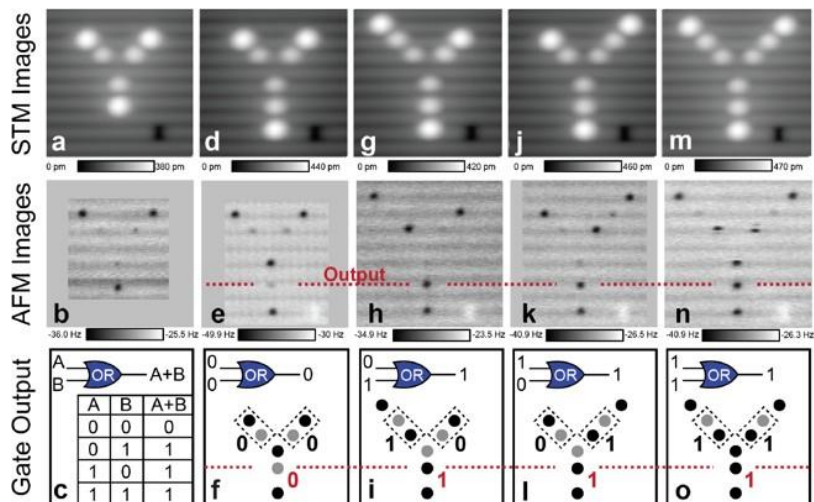 STM Images
a
d
g
j
m
0 pm 380 pm
0 pm 440 pm
0 pm 420 pm
0 pm 460 pm
0 pm 470 pm
AFM Images
Output
b
e
h
k
n
-36.0 Hz -25.5 Hz
-49.9 Hz -30 Hz
-34.9 Hz -23.5 Hz
-40.9 Hz -26.5 Hz
-40.9 Hz -26.3 Hz
Gate Output
A
B
OR
A+B
A B A+B
0 0 0
0 1 1
1 0 1
1 1 1
c
0
0
OR
0
0 0
0
f
0
1
OR
1
1 0
1
i
0
1
OR
1
0 1
1
l
1
1
OR
1
1 1
1
o